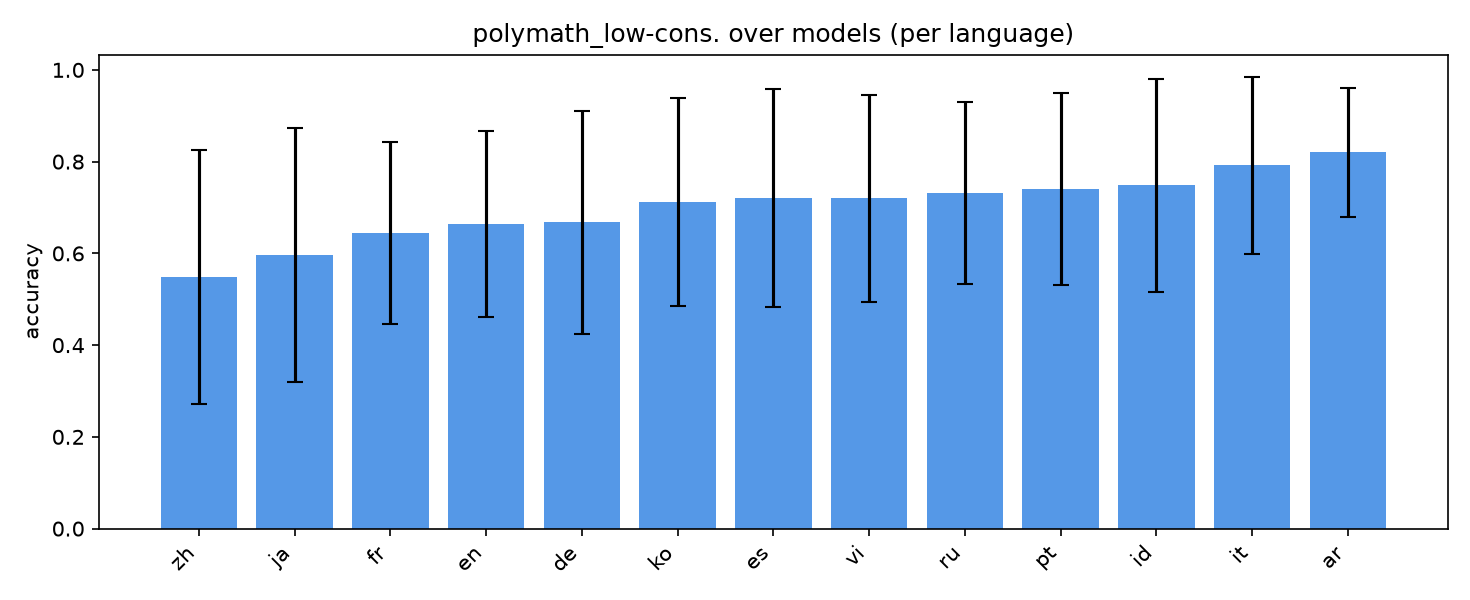 polymath_low-cons. over models (per language)
accuracy
1.0
0.8
0.6
0.4
0.2
0.0
zh ja fr en de ko es vi ru pt id it ar